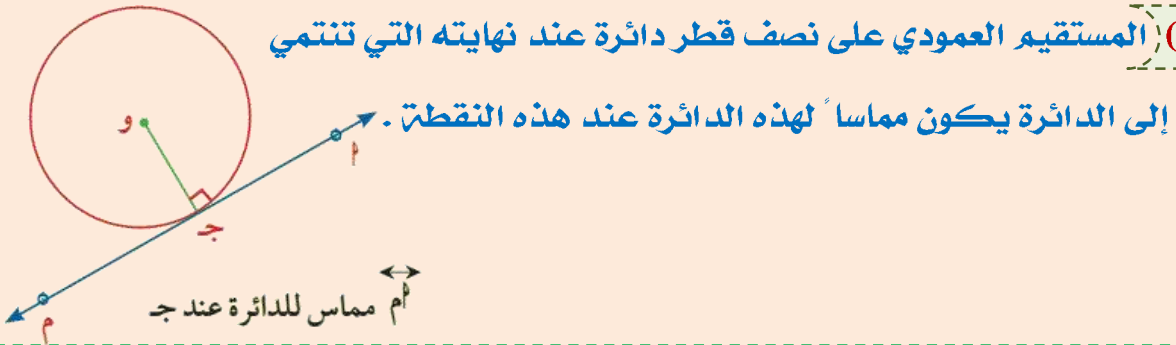 ) المستقيم العمودي على نصف قطر دائرة عند نهايته التي تنتمي
إلى الدائرة يكون مماساً لهذه الدائرة عند هذه النقطة .
و
أ
جـ
م
أم مماس للدائرة عند جـ